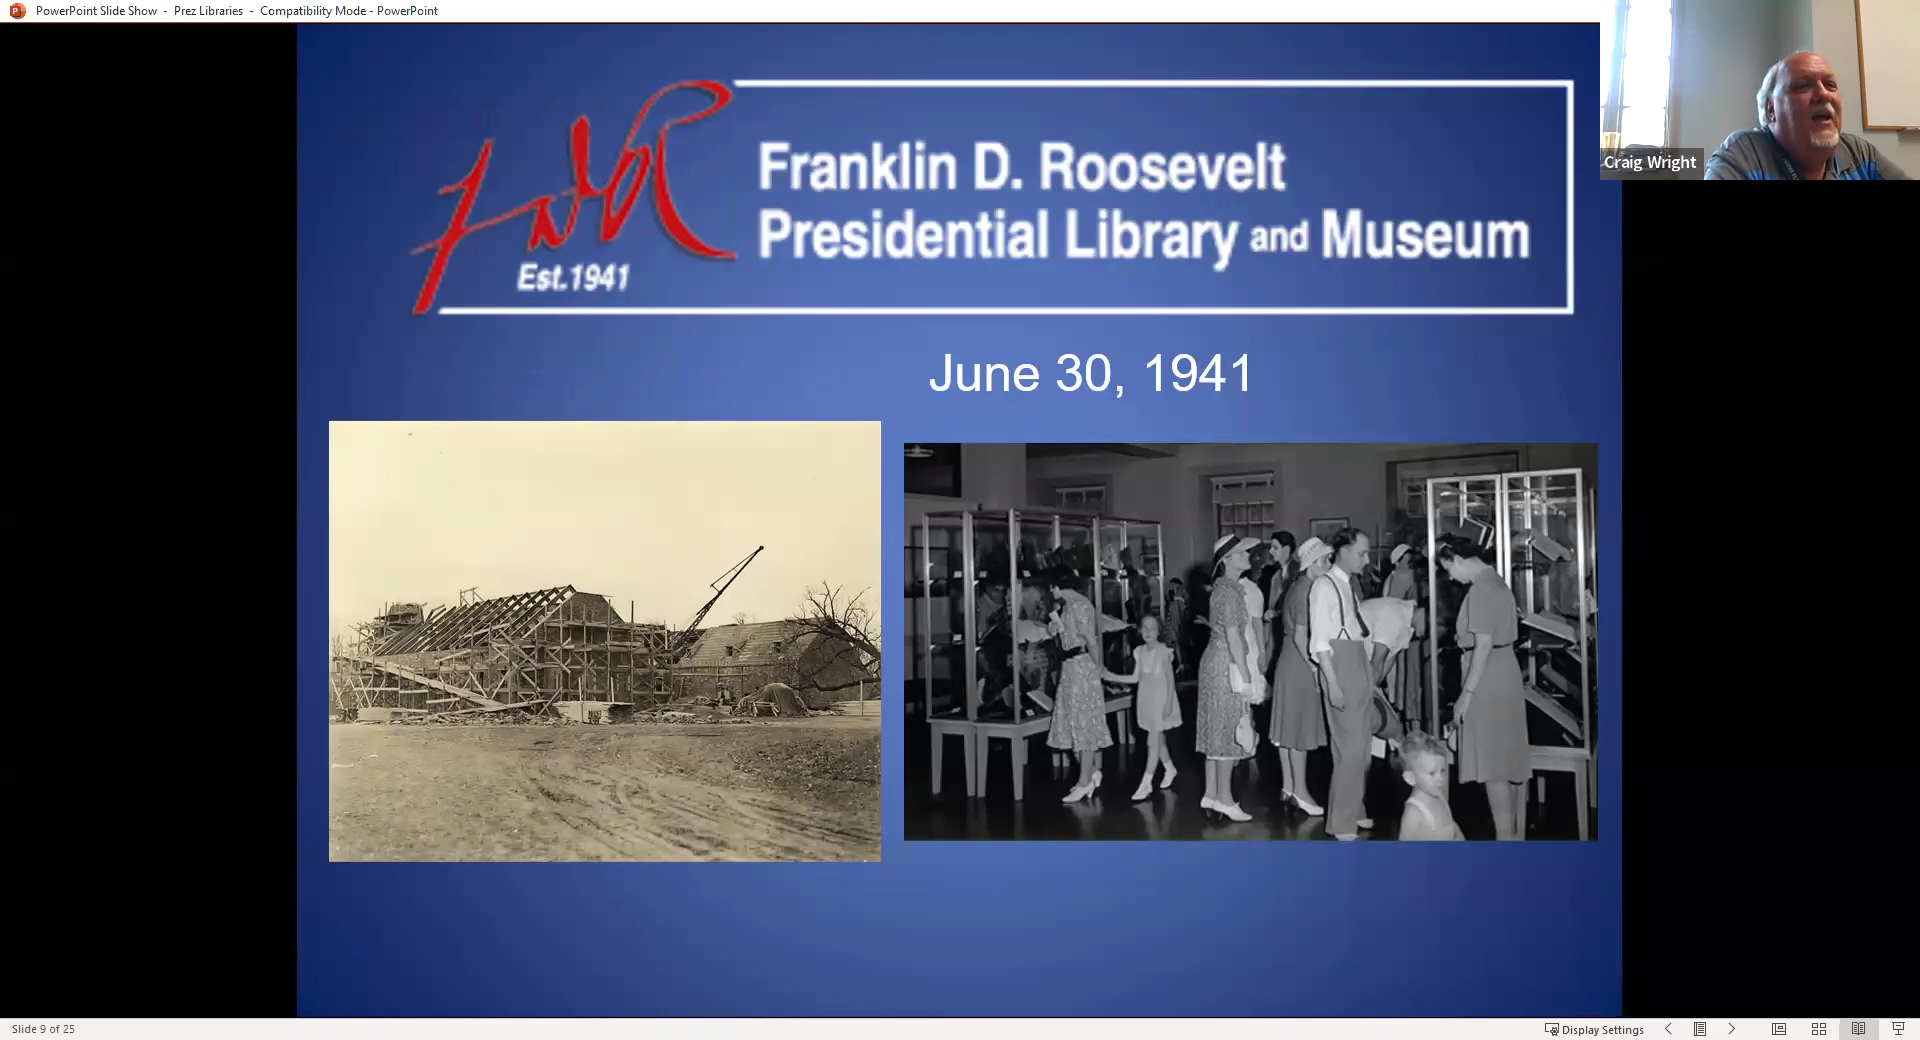 PowerPoint Slide Show - Prez Libraries - Compatibility Mode - PowerPoint
Craig Wright
FDR
Est.1941
Franklin D. Roosevelt
Presidential Library and Museum
June 30, 1941
Slide 9 of 25
Display Settings